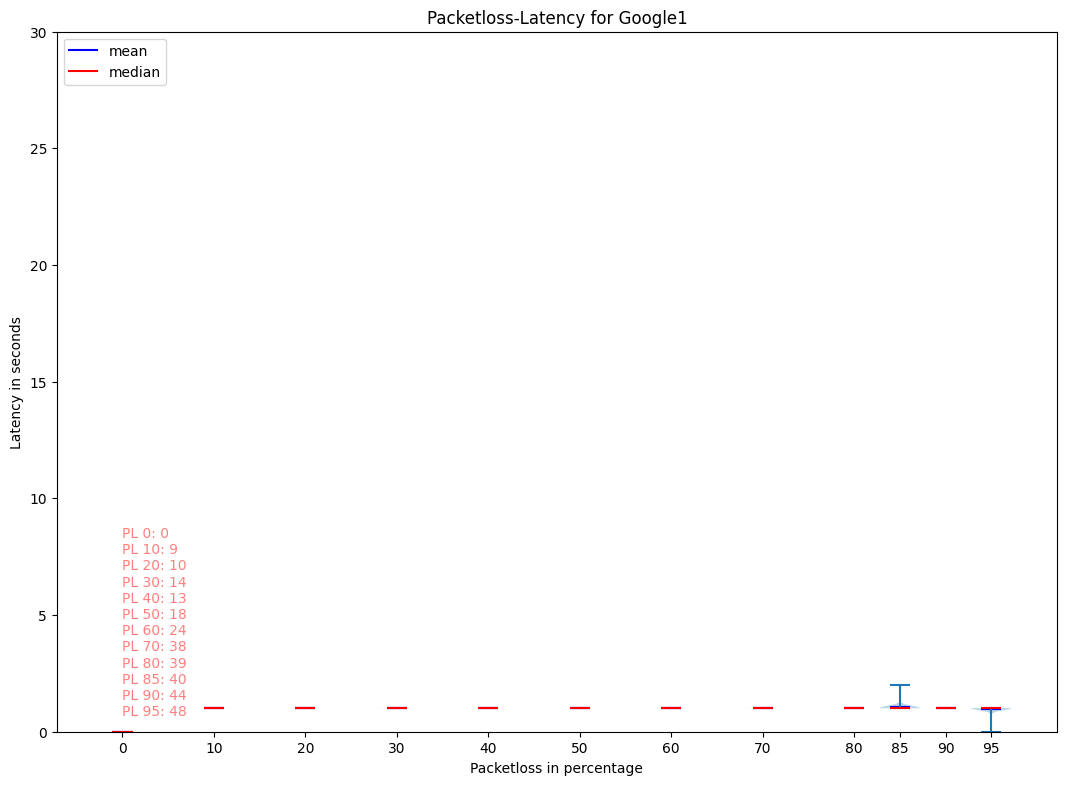 Packetloss-Latency for Google1
mean
median
30
25
20
15
10
5
0
Latency in seconds
PL 0: 0
PL 10: 9
PL 20: 10
PL 30: 14
PL 40: 13
PL 50: 18
PL 60: 24
PL 70: 38
PL 80: 39
PL 85: 40
PL 90: 44
PL 95: 48
0 10 20 30 40 50 60 70 80 85 90 95
Packetloss in percentage